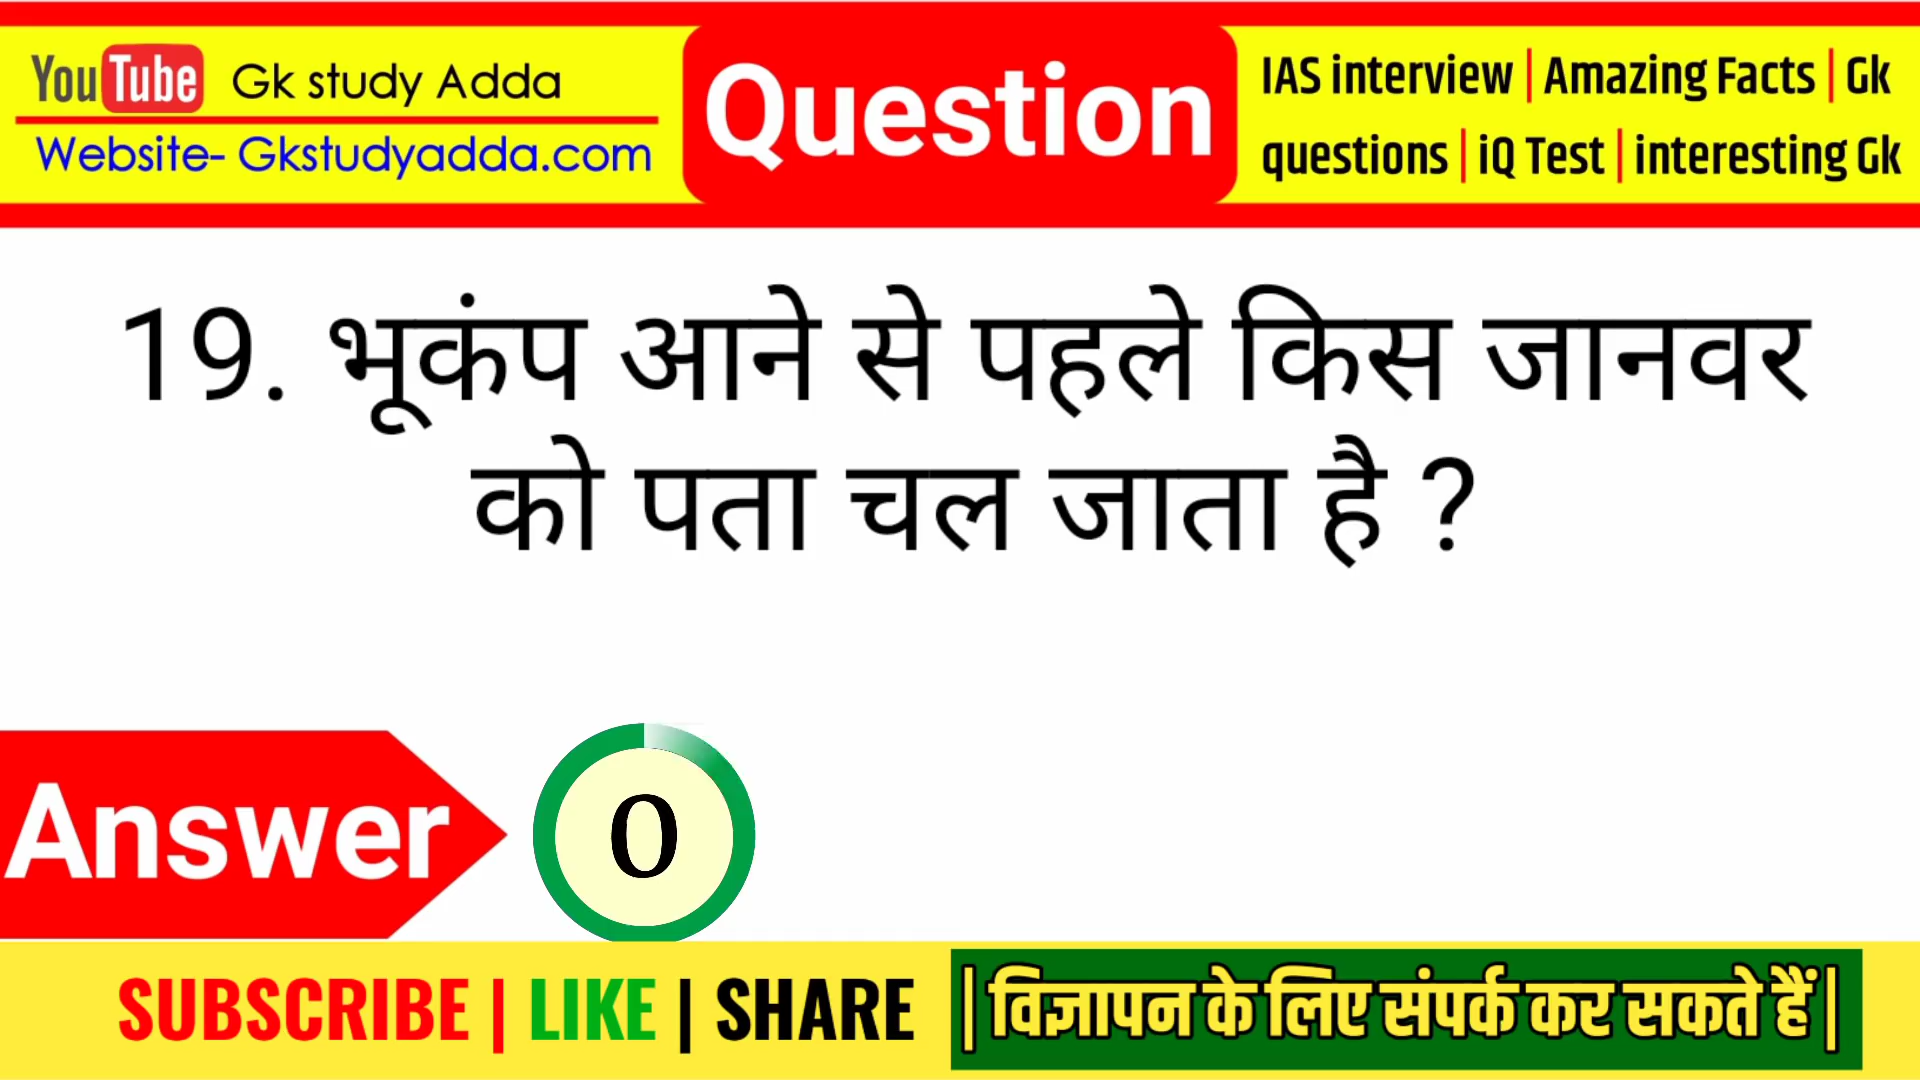 YouTube Gk study Adda
Website- Gkstudyadda.com
Question
IAS interview | Amazing Facts | Gk
questions | iQ Test | interesting Gk
19. भूकंप आने से पहले किस जानवर
को पता चल जाता है ?
Answer
0
SUBSCRIBE | LIKE | SHARE
| विज्ञापन के लिए संपर्क कर सकते हैं |